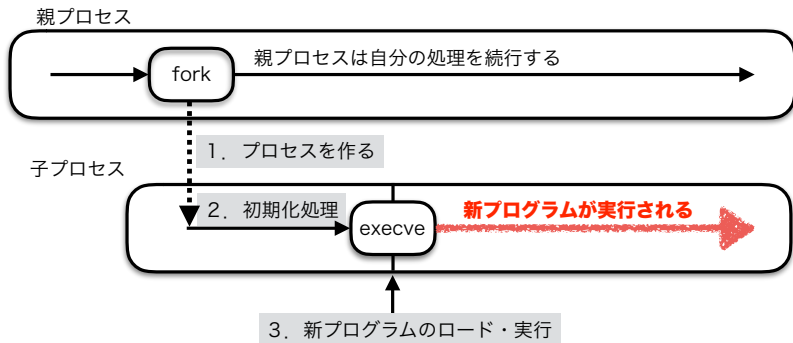 親プロセス
fork
親プロセスは自分の処理を続行する
1．プロセスを作る
子プロセス
2．初期化処理
execve
新プログラムが実行される
3．新プログラムのロード・実行